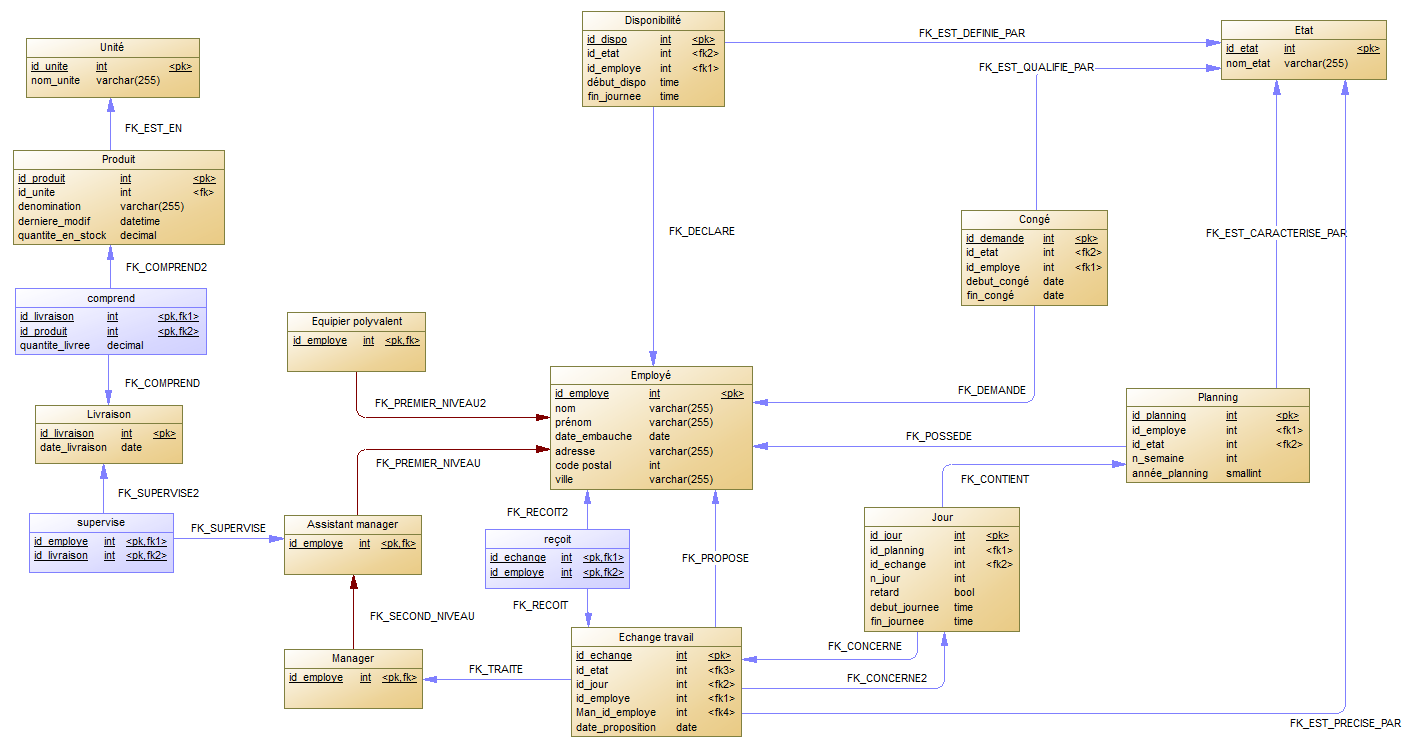 Unité
id_unite int <pk>
nom_unite varchar(255)
FK_EST_EN
Produit
id_produit int <pk>
id_unite int <fk>
denomination varchar(255)
derniere_modif datetime
quantite_en_stock decimal
FK_COMPREND2
comprend
id_livraison int <pk,fk1>
id_produit int <pk,fk2>
quantite_livree decimal
FK_COMPREND
Livraison
id_livraison int <pk>
date_livraison date
FK_SUPERVISE2
supervise
id_employe int <pk,fk1>
id_livraison int <pk,fk2>
FK_SUPERVISE
Equipier polyvalent
id_employe int <pk,fk>
FK_PREMIER_NIVEAU2
FK_PREMIER_NIVEAU
Assistant manager
id_employe int <pk,fk>
FK_SECOND_NIVEAU
Manager
id_employe int <pk,fk>
FK_TRAITE
Disponibilité
id_dispo int <pk>
id_etat int <fk2>
id_employe int <fk1>
début_dispo time
fin_journee time
FK_EST_DEFINIE_PAR
FK_EST_QUALIFIE_PAR
FK_DECLARE
Employé
id_employe int <pk>
nom varchar(255)
prénom varchar(255)
date_embauche date
adresse varchar(255)
code postal int
ville varchar(255)
FK_RECOIT2
reçoit
id_echange int <pk,fk1>
id_employe int <pk,fk2>
FK_RECOIT
FK_PROPOSE
Echange travail
id_echange int <pk>
id_etat int <fk3>
id_jour int <fk2>
id_employe int <fk1>
Man_id_employe int <fk4>
date_proposition date
Etat
id_etat int <pk>
nom_etat varchar(255)
Congé
id_demande int <pk>
id_etat int <fk2>
id_employe int <fk1>
debut_congé date
fin_congé date
FK_EST_CARACTERISE_PAR
FK_DEMANDE
FK_POSSEDE
Planning
id_planning int <pk>
id_employe int <fk1>
id_etat int <fk2>
n_semaine int
année_planning smallint
FK_CONTIENT
Jour
id_jour int <pk>
id_planning int <fk1>
id_echange int <fk2>
n_jour int
retard bool
debut_journee time
fin_journee time
FK_CONCERNE
FK_CONCERNE2
FK_EST_PRECISE_PAR